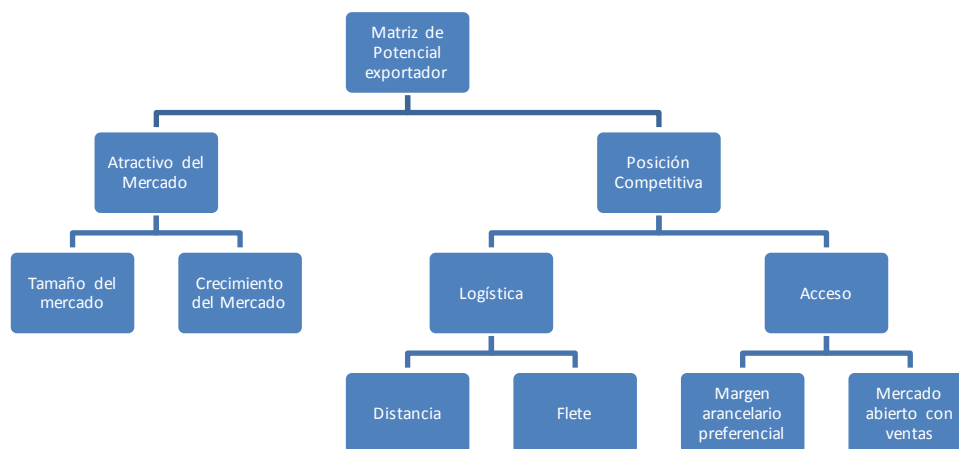 Matriz de
Potencial
exportador
Atractivo del
Mercado
Posición
Competitiva
Tamaño del
mercado
Crecimiento
del Mercado
Logística
Acceso
Distancia
Flete
Margen
arancelario
preferencial
Mercado
abierto con
ventas